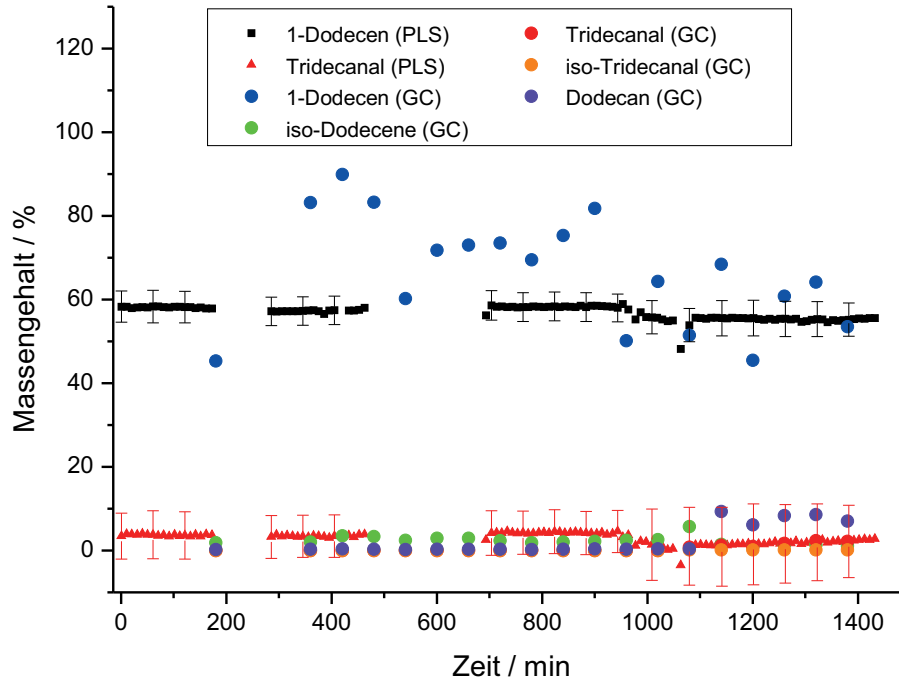 1-Dodecen (PLS)
Tridecanal (PLS)
1-Dodecen (GC)
iso-Dodecene (GC)
Tridecanal (GC)
iso-Tridecanal (GC)
Dodecan (GC)
Massengehalt / %
120
100
80
60
40
20
0
0 200 400 600 800 1000 1200 1400
Zeit / min